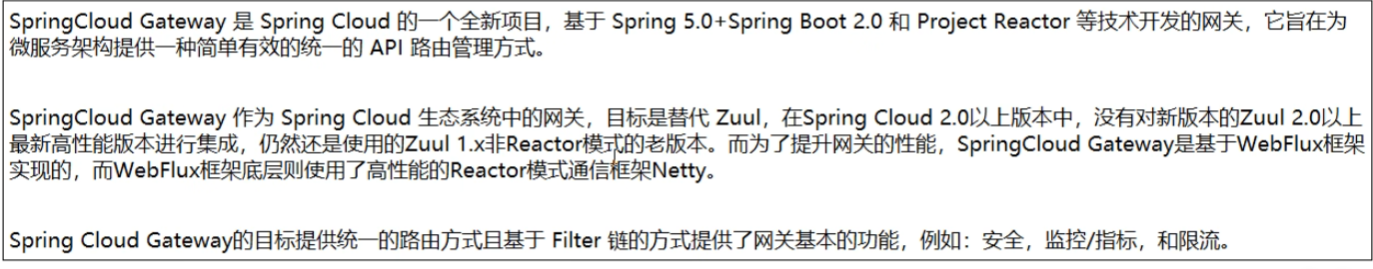 SpringCloud Gateway 是 Spring Cloud 的一个全新项目，基于 Spring 5.0+Spring Boot 2.0 和 Project Reactor 等技术开发的网关，它旨在为
微服务架构提供一种简单有效的统一的 API 路由管理方式。
SpringCloud Gateway 作为 Spring Cloud 生态系统中的网关，目标是替代 Zuul，在Spring Cloud 2.0以上版本中，没有对新版本的Zuul 2.0以上
最新高性能版本进行集成，仍然还是使用的Zuul 1.x非Reactor模式的老版本。而为了提升网关的性能，SpringCloud Gateway是基于WebFlux框架
实现的，而WebFlux框架底层则使用了高性能的Reactor模式通信框架Netty。
Spring Cloud Gateway的目标提供统一的路由方式且基于 Filter 链的方式提供了网关基本的功能，例如：安全，监控/指标，和限流。